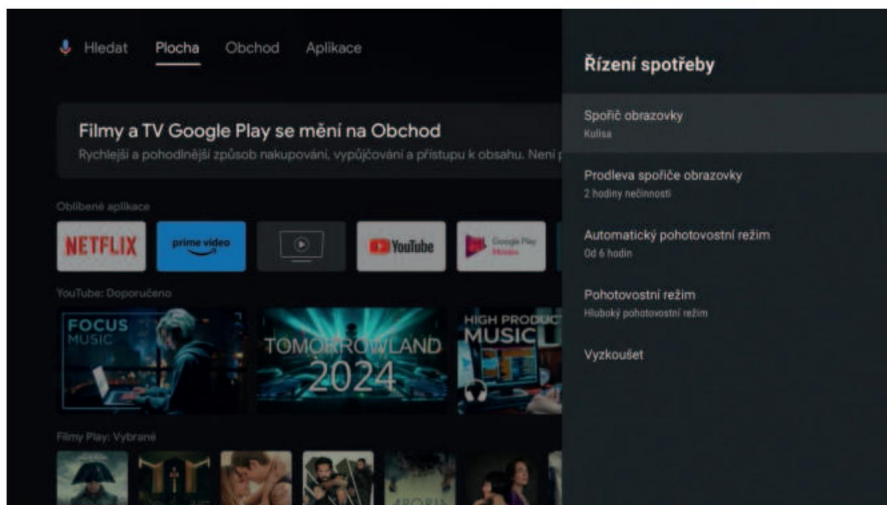 Hledat Plocha Obchod Aplikace
Filmy a TV Google Play se mění na Obchod
Rychlejší a pohodlnější způsob nakupování, vypůjčování a přístupu k obsahu. Není
Oblíbené aplikace
NETFLIX
prime video
YouTube
Google Play
Movies
YouTube: Doporučeno
FOCUS
MUSIC
TOMORROWLAND
2024
HIGH PRODUC
MUSIC
Filmy Play: Vybrané
Řízení spotřeby
Spořič obrazovky
Kulisa
Prodleva spořiče obrazovky
2 hodiny nečinnosti
Automatický pohotovostní režim
Od 6 hodin
Pohotovostní režim
Hluboký pohotovostní režim
Vyzkoušet